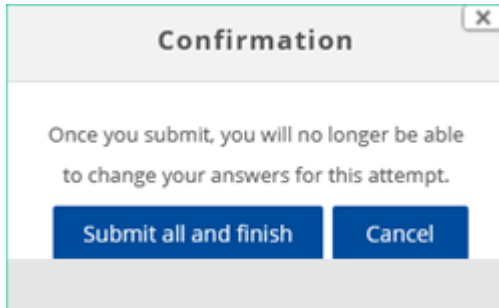 Confirmation
Once you submit, you will no longer be able
to change your answers for this attempt.
Submit all and finish Cancel